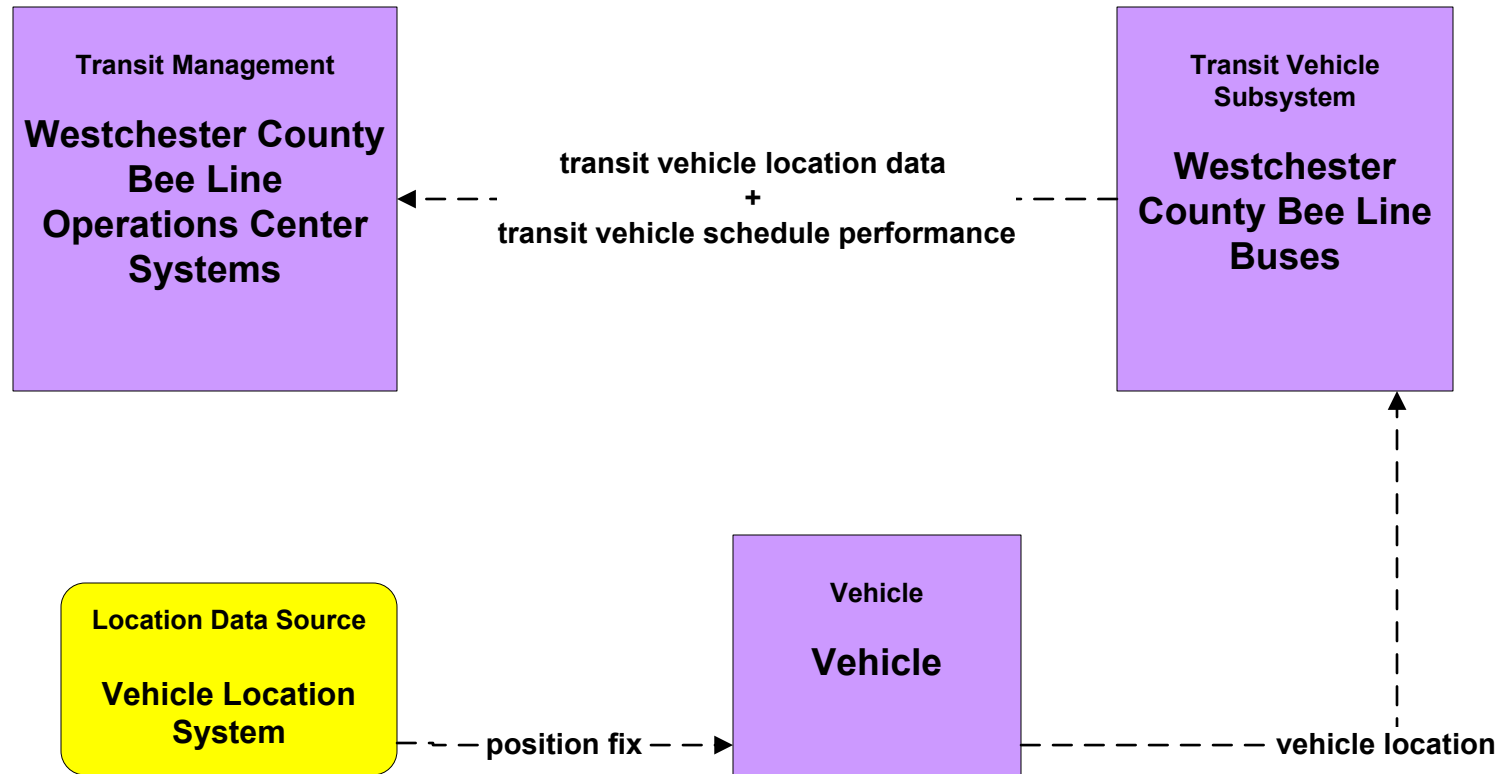 Transit Management
Westchester County
Bee Line
Operations Center
Systems
transit vehicle location data
+
transit vehicle schedule performance
Transit Vehicle
Subsystem
Westchester
County Bee Line
Buses
Location Data Source
Vehicle Location
System
position fix
Vehicle
Vehicle
vehicle location